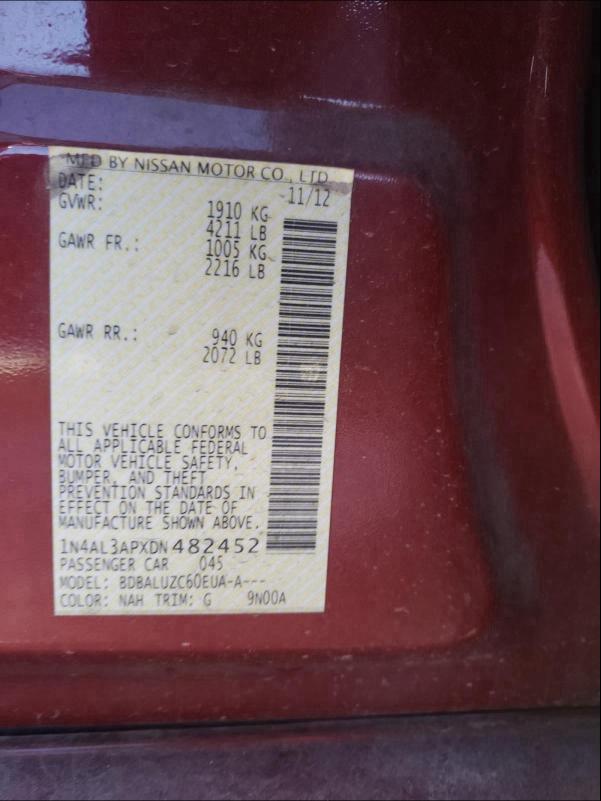 MFD BY NISSAN MOTOR CO., LTD.
DATE: 11/12
GVWR: 1910 KG
4211 LB
GAWR FR.: 1005 KG
2216 LB
GAWR RR.: 940 KG
2072 LB
THIS VEHICLE CONFORMS TO
ALL APPLICABLE FEDERAL
MOTOR VEHICLE SAFETY,
BUMPER, AND THEFT
PREVENTION STANDARDS IN
EFFECT ON THE DATE OF
MANUFACTURE SHOWN ABOVE.
1N4AL3APXDN482452
PASSENGER CAR 045
MODEL: BDBALUZC60EUA-A---
COLOR: NAH TRIM: G 9N00A